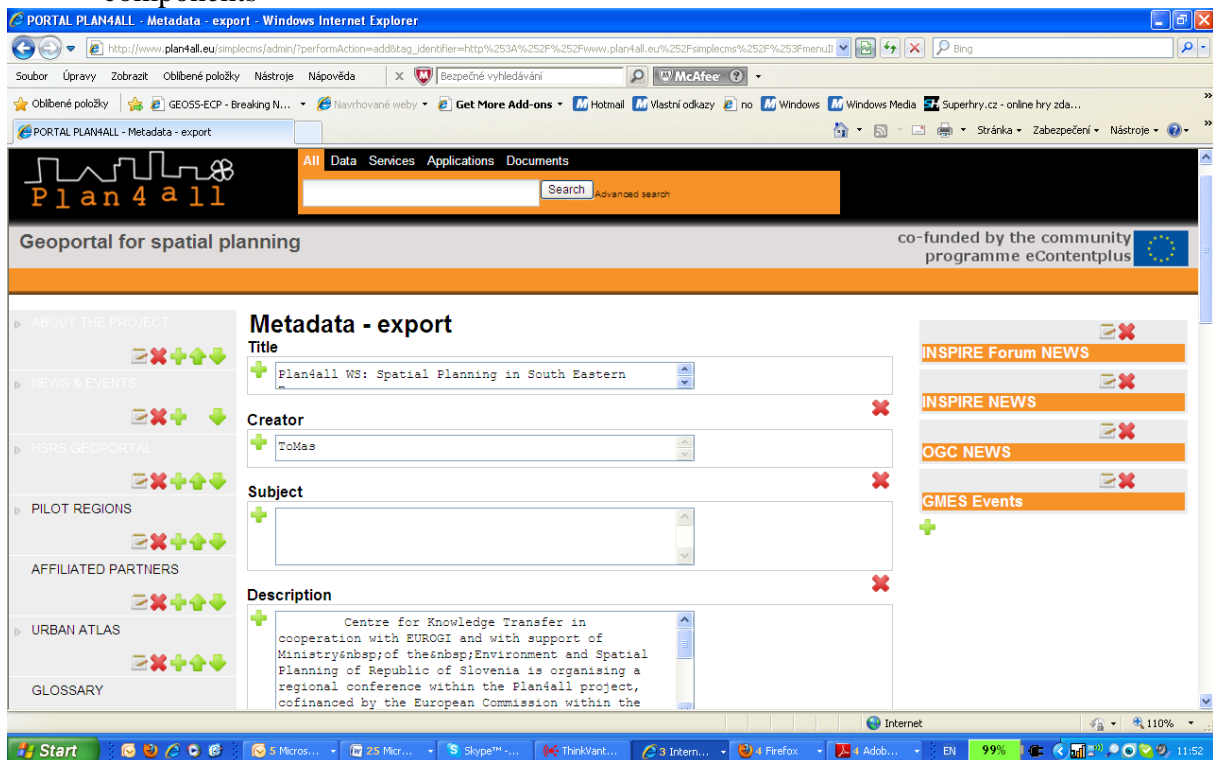 components
PORTAL PLAN4ALL - Metadata - export - Windows Internet Explorer
http://www.plan4all.eu/simplecms/admin/?performAction=add&tag_identifier=http%253A%252F%252Fwww.plan4all.eu%252Fsimplecms%252F%253FmenuID
Bing
Soubor Úpravy Zobrazit Oblíbené položky Nástroje Nápověda
X Bezpečné vyhledávání McAfee ?
Oblíbené položky GEOSS-ECP - Breaking N... Navrhované weby Get More Add-ons Hotmail Vlastní odkazy no Windows Windows Media Superhry.cz - online hry zda... »
PORTAL PLAN4ALL - Metadata - export
Stránka Zabezpečení Nástroje »
All Data Services Applications Documents
Plan4all
Search Advanced search
Geoportal for spatial planning
co-funded by the community
programme eContentplus
ABOUT THE PROJECT
NEWS & EVENTS
HSRS GEOPORTAL
PILOT REGIONS
AFFILIATED PARTNERS
URBAN ATLAS
GLOSSARY
Metadata - export
Title
Plan4all WS: Spatial Planning in South Eastern
Creator
ToMas
Subject
Description
Centre for Knowledge Transfer in
cooperation with EUROGI and with support of
Ministry&nbsp;of the&nbsp;Environment and Spatial
Planning of Republic of Slovenia is organising a
regional conference within the Plan4all project,
cofinanced by the European Commission within the
INSPIRE Forum NEWS
INSPIRE NEWS
OGC NEWS
GMES Events
Internet 110%
Start 5 Micros... 25 Micr... Skype™ -... ThinkVant... 3 Intern... 4 Firefox 4 Adob... EN 99% 11:52